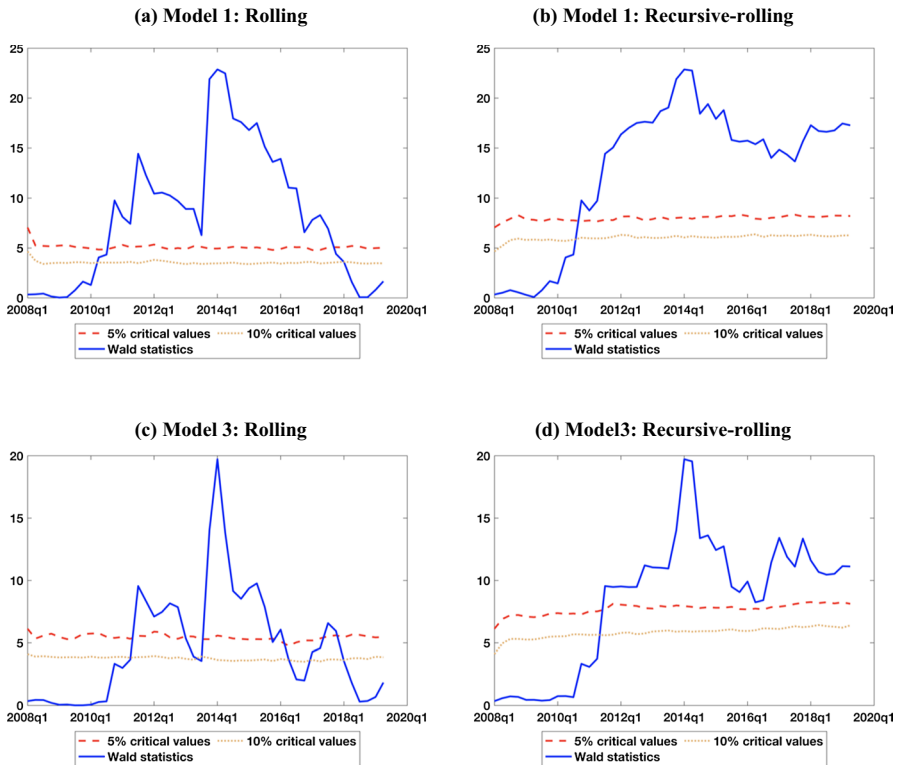 (a) Model 1: Rolling
25
20
15
10
5
0
2008q1 2010q1 2012q1 2014q1 2016q1 2018q1 2020q1
5% critical values 10% critical values
Wald statistics
(b) Model 1: Recursive-rolling
25
20
15
10
5
0
2008q1 2010q1 2012q1 2014q1 2016q1 2018q1 2020q1
5% critical values 10% critical values
Wald statistics
(c) Model 3: Rolling
20
15
10
5
0
2008q1 2010q1 2012q1 2014q1 2016q1 2018q1 2020q1
5% critical values 10% critical values
Wald statistics
(d) Model3: Recursive-rolling
20
15
10
5
0
2008q1 2010q1 2012q1 2014q1 2016q1 2018q1 2020q1
5% critical values 10% critical values
Wald statistics